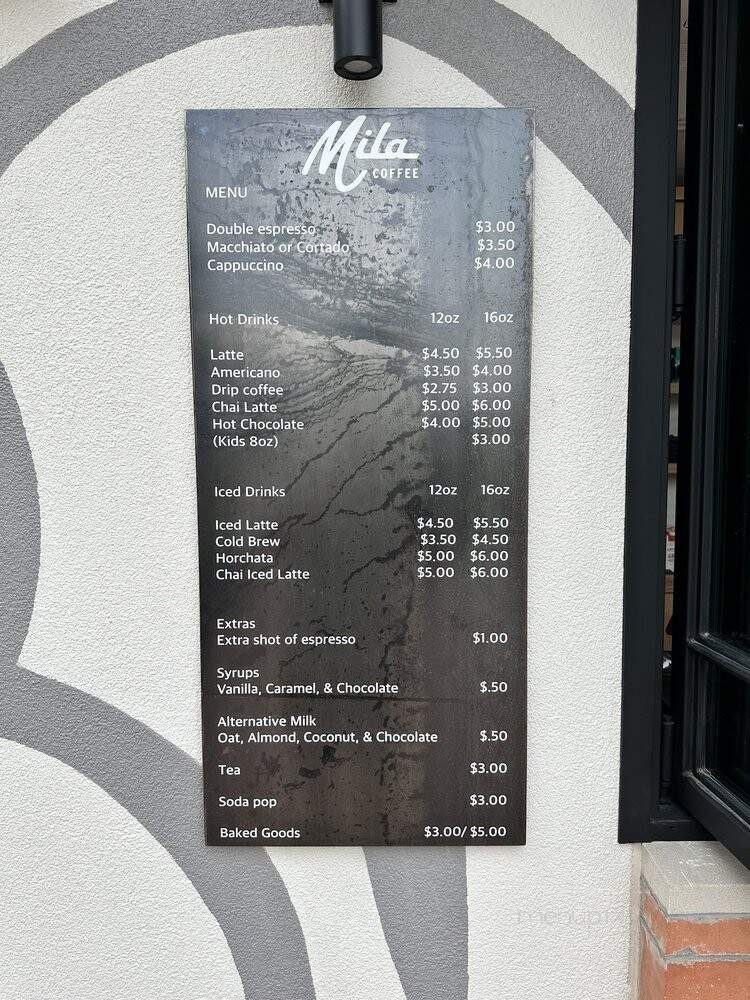 Mila
COFFEE
MENU
Double espresso $3.00
Macchiato or Cortado $3.50
Cappuccino $4.00
Hot Drinks 12oz 16oz
Latte $4.50 $5.50
Americano $3.50 $4.00
Drip coffee $2.75 $3.00
Chai Latte $5.00 $6.00
Hot Chocolate $4.00 $5.00
(Kids 8oz) $3.00
Iced Drinks 12oz 16oz
Iced Latte $4.50 $5.50
Cold Brew $3.50 $4.50
Horchata $5.00 $6.00
Chai Iced Latte $5.00 $6.00
Extras
Extra shot of espresso $1.00
Syrups
Vanilla, Caramel, & Chocolate $.50
Alternative Milk
Oat, Almond, Coconut, & Chocolate $.50
Tea $3.00
Soda pop $3.00
Baked Goods $3.00/ $5.00